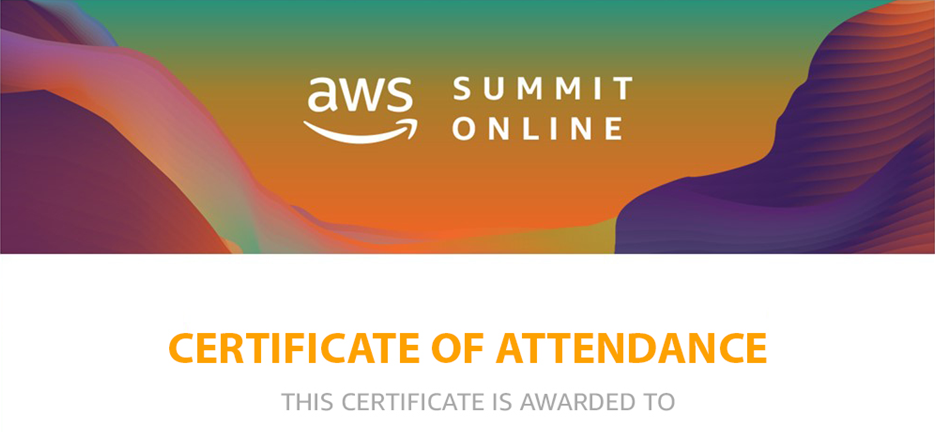 aws
SUMMIT
ONLINE
CERTIFICATE OF ATTENDANCE
THIS CERTIFICATE IS AWARDED TO